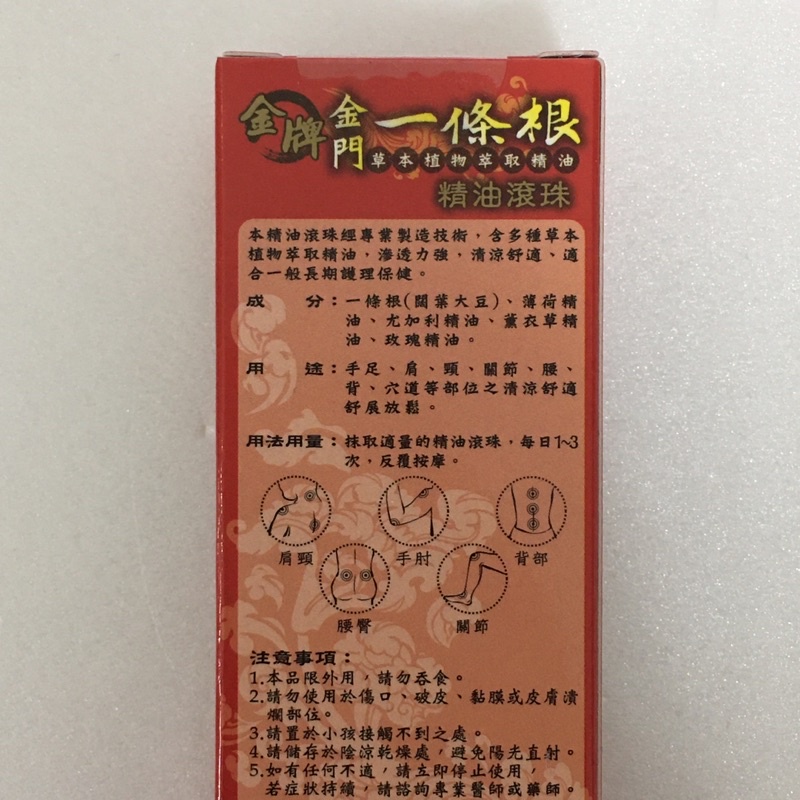 金牌 金門 一條根
草本植物萃取精油
精油滾珠
本精油滾珠經專業製造技術，含多種草本
植物萃取精油，滲透力強，清涼舒適、適
合一般長期護理保健。
成　　分：一條根(闊葉大豆)、薄荷精
油、尤加利精油、薰衣草精
油、玫瑰精油。
用　　途：手足、肩、頸、關節、腰、
背、穴道等部位之清涼舒適
舒展放鬆。
用法用量：抹取適量的精油滾珠，每日1~3
次，反覆按摩。
肩頸 手肘 背部
腰臀 關節
注意事項：
1.本品限外用，請勿吞食。
2.請勿使用於傷口、破皮、黏膜或皮膚潰
爛部位。
3.請置於小孩接觸不到之處。
4.請儲存於陰涼乾燥處，避免陽光直射。
5.如有任何不適，請立即停止使用，
若症狀持續，請諮詢專業醫師或藥師。